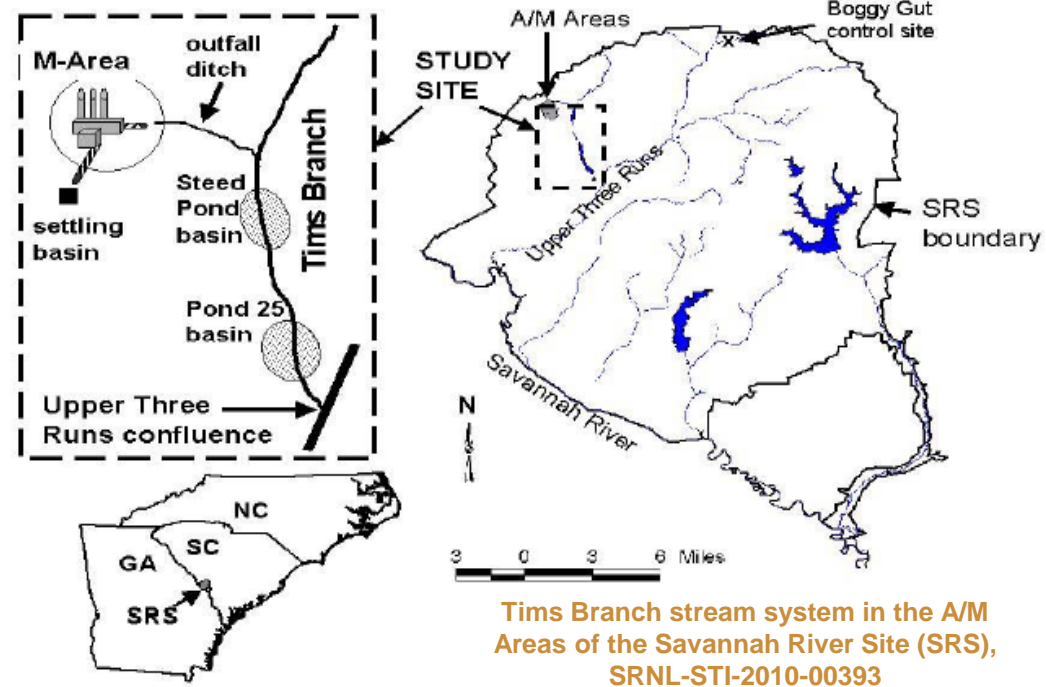 M-Area
outfall
ditch
settling
basin
Steed
Pond
basin
Tims Branch
Pond 25
basin
Upper Three
Runs confluence
STUDY
SITE
A/M Areas
Boggy Gut
control site
Upper Three Runs
SRS
boundary
Savannah River
N
3 0 3 6 Miles
NC
SC
GA
SRS
Tims Branch stream system in the A/M
Areas of the Savannah River Site (SRS),
SRNL-STI-2010-00393